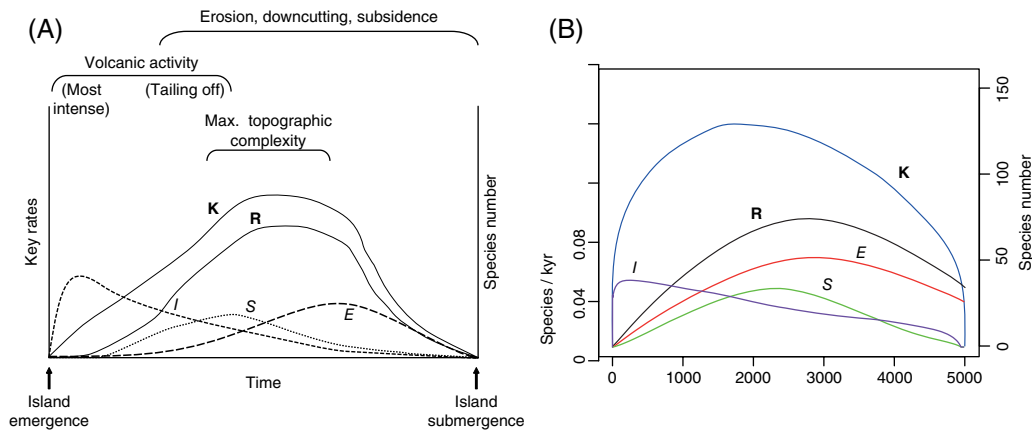 (A)
Erosion, downcutting, subsidence
Volcanic activity
(Most intense)
(Tailing off)
Max. topographic
complexity
Key rates
Species number
K
R
I
S
E
Time
Island
emergence
Island
submergence
(B)
Species / kyr
0
0.04
0.08
Species number
0
50
100
150
K
R
E
I
S
0
1000
2000
3000
4000
5000